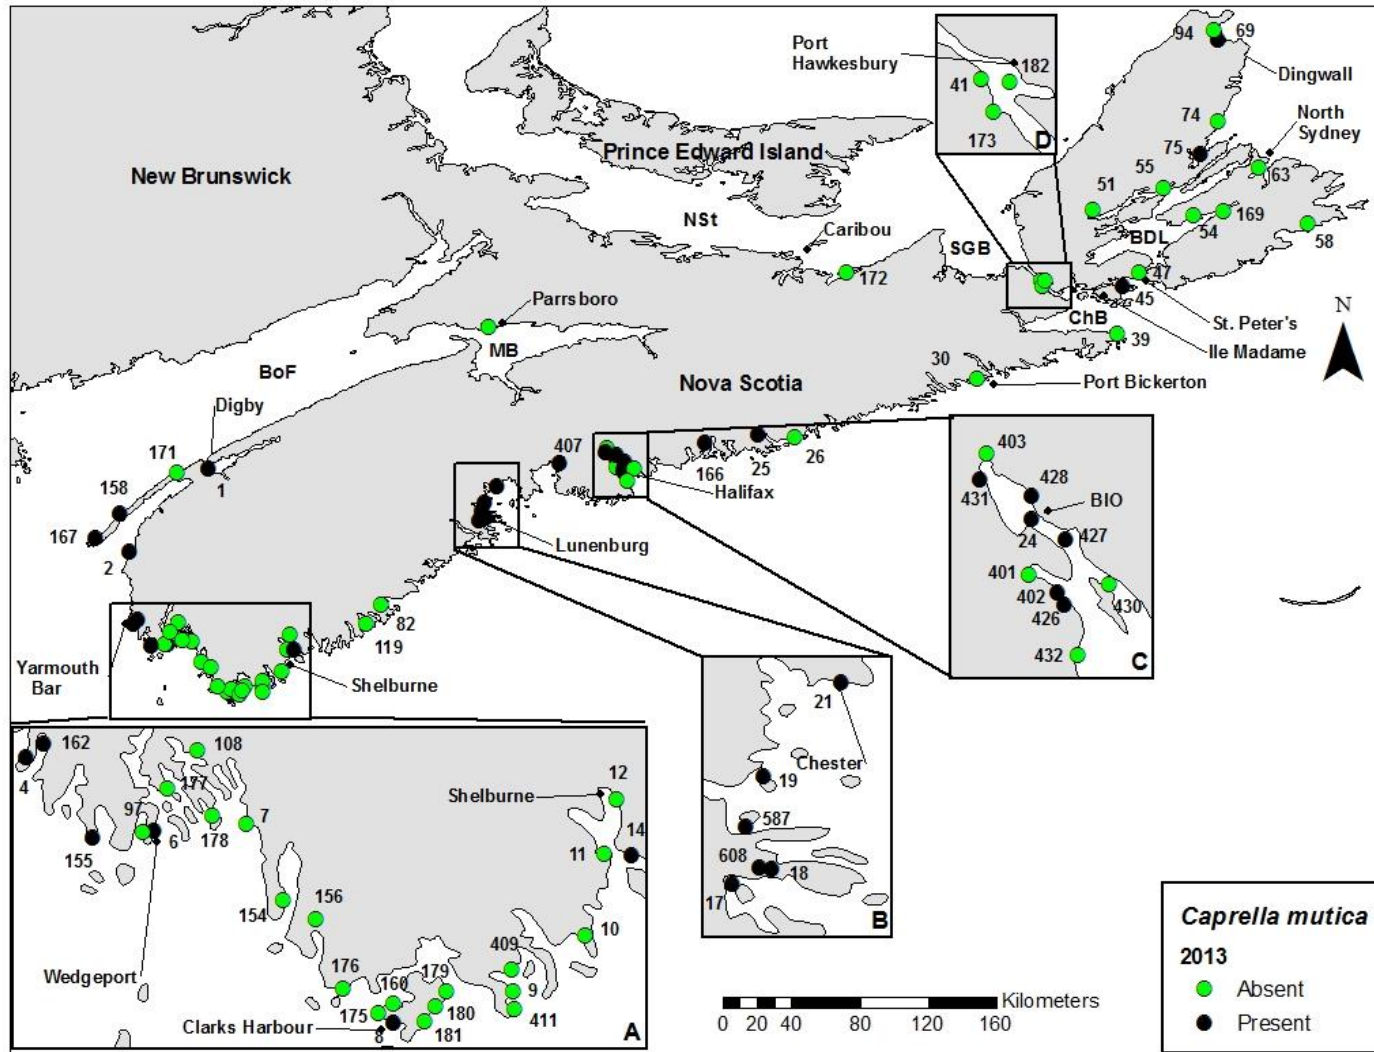 Port
Hawkesbury
182
41
173
D
94
69
Dingwall
74
North
Sydney
75
63
55
51
54
169
BDL
58
47
45
St. Peter's
Ile Madame
39
ChB
SGB
New Brunswick
Prince Edward Island
NSt
Caribou
172
N
Parrsboro
MB
BoF
Nova Scotia
30
Port Bickerton
Digby
171
1
158
167
2
407
166
25
26
Halifax
Lunenburg
82
119
Yarmouth
Bar
Shelburne
403
431
428
BIO
24
427
401
402
430
426
432
C
21
Chester
19
587
608
18
17
B
162
4
108
177
97
6
178
7
155
Wedgeport
154
156
12
Shelburne
14
11
10
409
9
411
176
160
179
175
180
Clarks Harbour
8
181
A
Kilometers
0 20 40 80 120 160
Caprella mutica
2013
Absent
Present